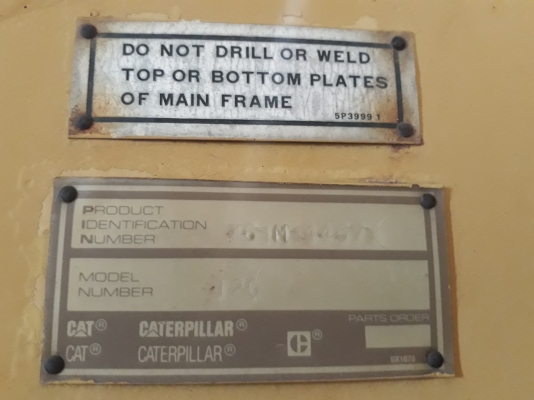 DO NOT DRILL OR WELD
TOP OR BOTTOM PLATES
OF MAIN FRAME
5P3999 1
PRODUCT
IDENTIFICATION
NUMBER
MODEL
NUMBER
CAT® CATERPILLAR®
CAT® CATERPILLAR® C®
PARTS ORDER